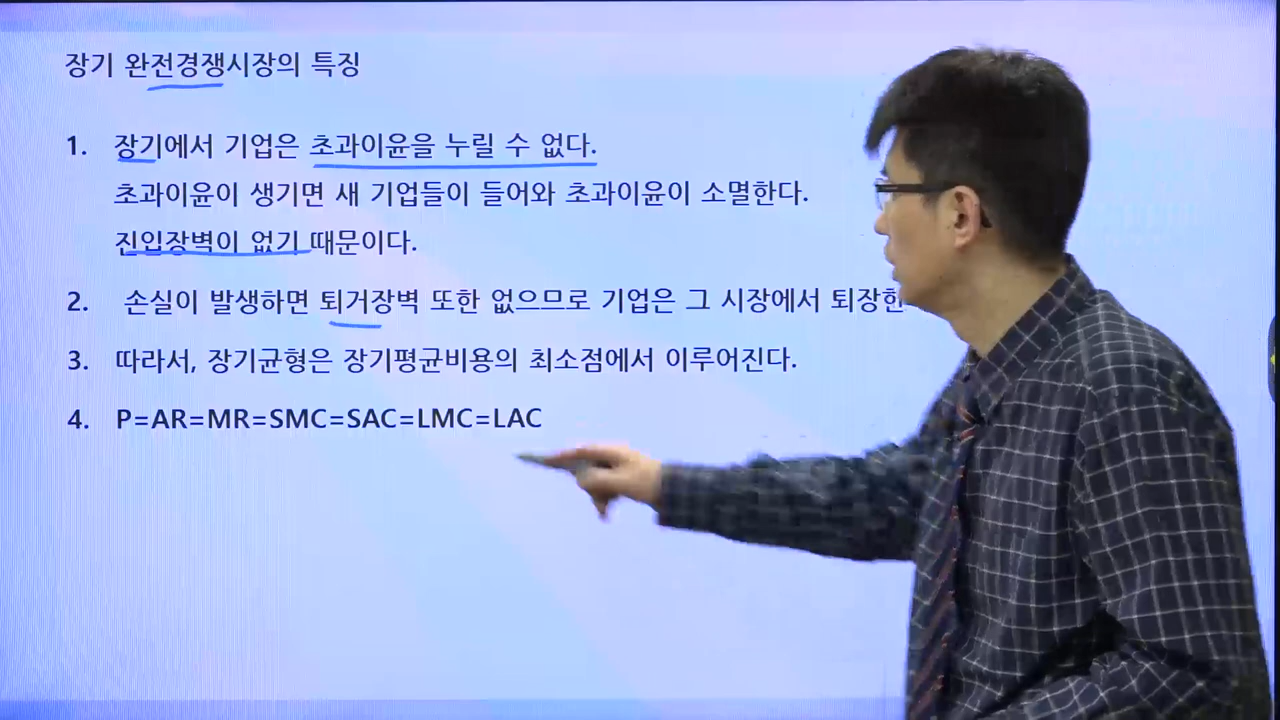 장기 완전경쟁시장의 특징
1. 장기에서 기업은 초과이윤을 누릴 수 없다.
초과이윤이 생기면 새 기업들이 들어와 초과이윤이 소멸한다.
진입장벽이 없기 때문이다.
2. 손실이 발생하면 퇴거장벽 또한 없으므로 기업은 그 시장에서 퇴장한
3. 따라서, 장기균형은 장기평균비용의 최소점에서 이루어진다.
4. P=AR=MR=SMC=SAC=LMC=LAC